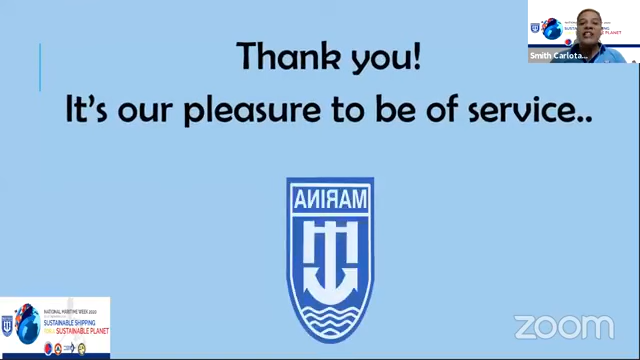 Thank you!
It's our pleasure to be of service..
MARINA
NATIONAL MARITIME WEEK 2020
SUSTAINABLE SHIPPING
FOR A SUSTAINABLE PLANET
Smith Carlota...
zoom